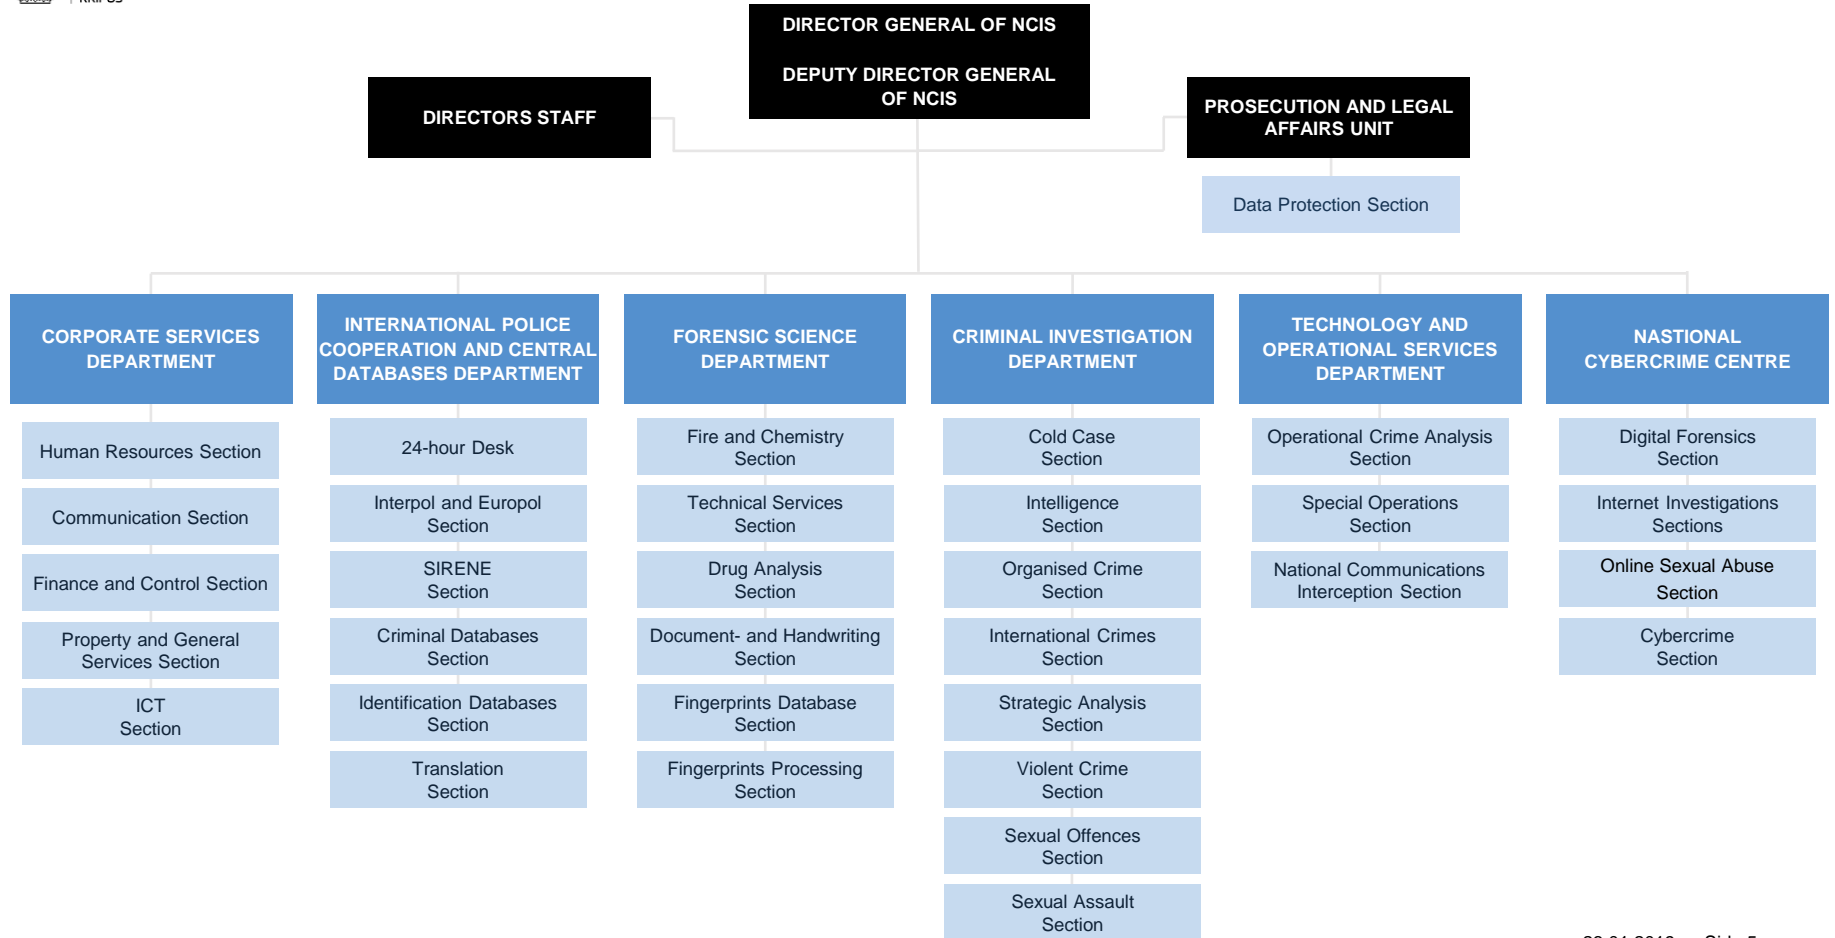 DIRECTOR GENERAL OF NCIS
DEPUTY DIRECTOR GENERAL
OF NCIS
DIRECTORS STAFF
PROSECUTION AND LEGAL
AFFAIRS UNIT
Data Protection Section
CORPORATE SERVICES
DEPARTMENT
Human Resources Section
Communication Section
Finance and Control Section
Property and General
Services Section
ICT
Section
INTERNATIONAL POLICE
COOPERATION AND CENTRAL
DATABASES DEPARTMENT
24-hour Desk
Interpol and Europol
Section
SIRENE
Section
Criminal Databases
Section
Identification Databases
Section
Translation
Section
FORENSIC SCIENCE
DEPARTMENT
Fire and Chemistry
Section
Technical Services
Section
Drug Analysis
Section
Document- and Handwriting
Section
Fingerprints Database
Section
Fingerprints Processing
Section
CRIMINAL INVESTIGATION
DEPARTMENT
Cold Case
Section
Intelligence
Section
Organised Crime
Section
International Crimes
Section
Strategic Analysis
Section
Violent Crime
Section
Sexual Offences
Section
Sexual Assault
Section
TECHNOLOGY AND
OPERATIONAL SERVICES
DEPARTMENT
Operational Crime Analysis
Section
Special Operations
Section
National Communications
Interception Section
NASTIONAL
CYBERCRIME CENTRE
Digital Forensics
Section
Internet Investigations
Sections
Online Sexual Abuse
Section
Cybercrime
Section